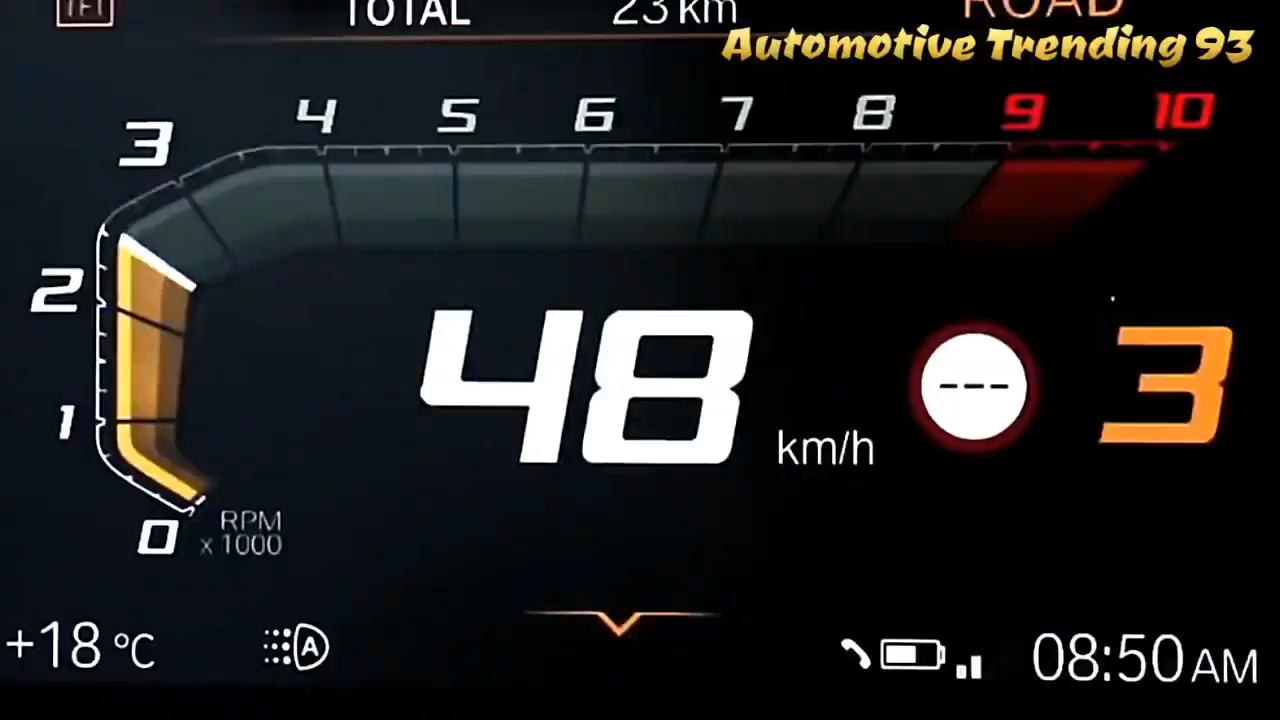 TOTAL 23 km ROAD
Automotive Trending 93
3 4 5 6 7 8 9 10
2
1
0 RPM
x 1000
48 km/h --- 3
+18 °C A 08:50 AM